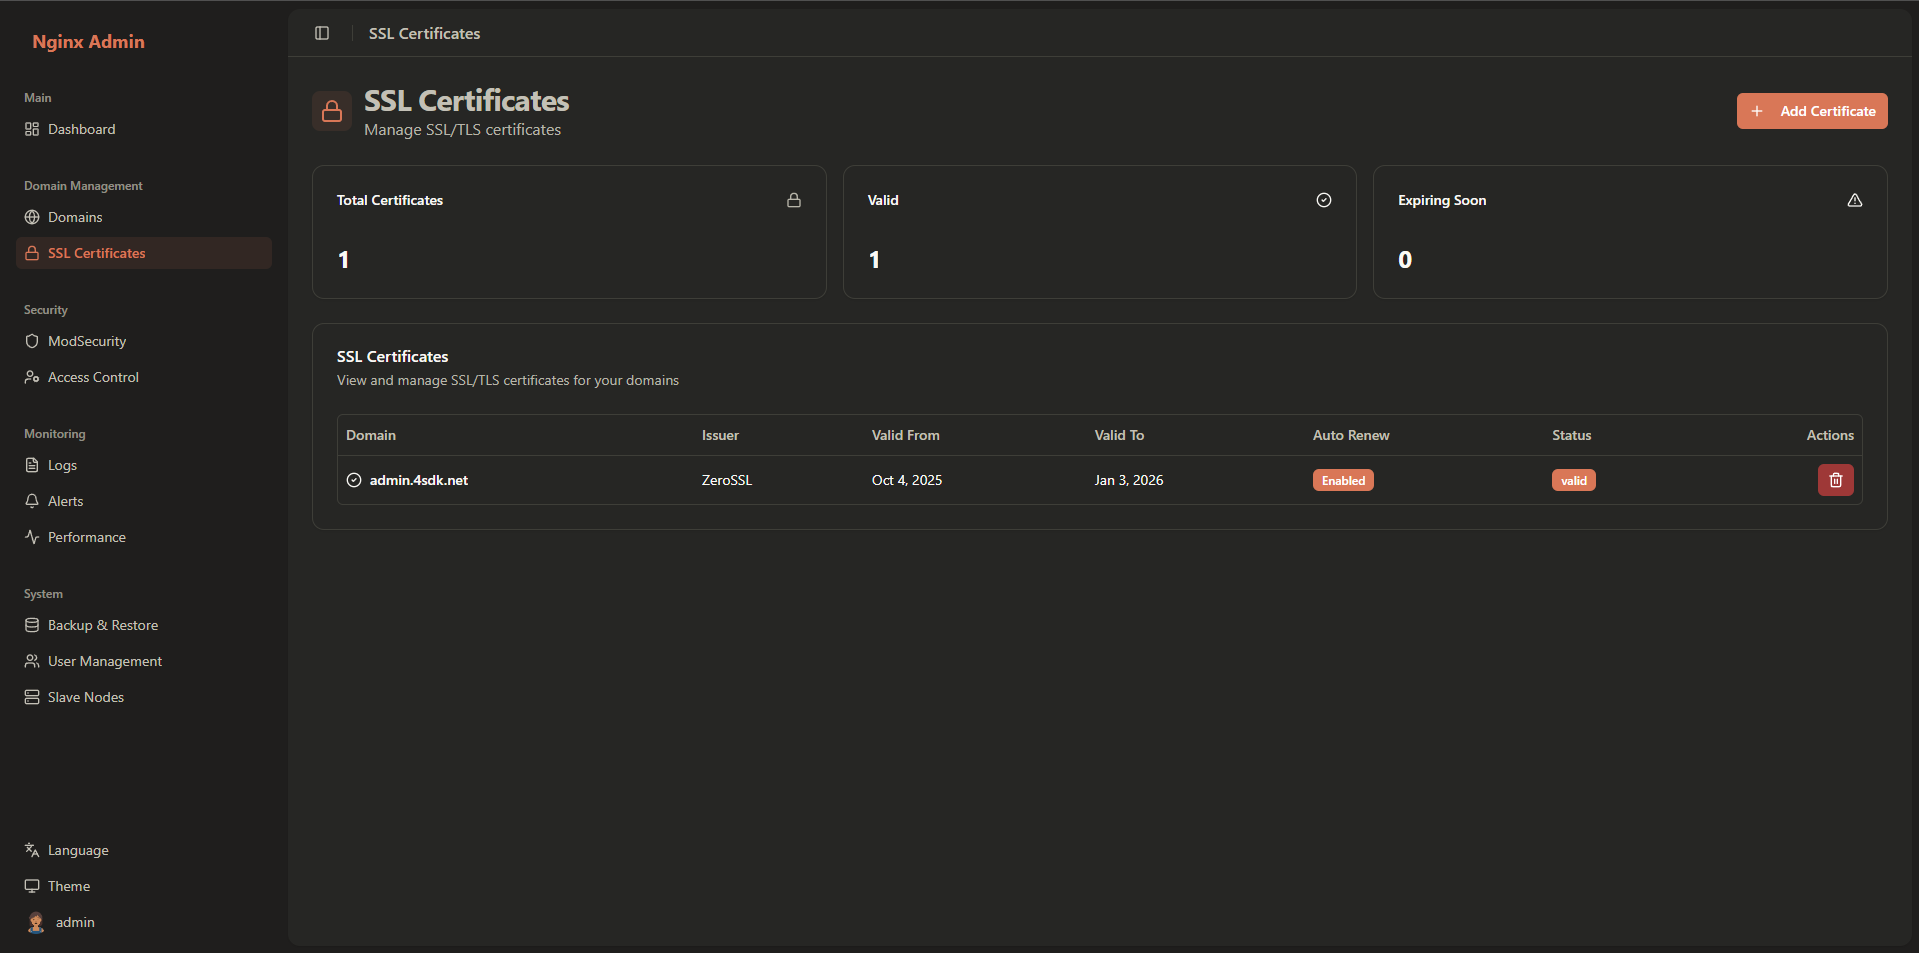 Nginx Admin
Main
Dashboard
Domain Management
Domains
SSL Certificates
Security
ModSecurity
Access Control
Monitoring
Logs
Alerts
Performance
System
Backup & Restore
User Management
Slave Nodes
Language
Theme
admin
SSL Certificates
SSL Certificates
Manage SSL/TLS certificates
Add Certificate
Total Certificates
1
Valid
1
Expiring Soon
0
SSL Certificates
View and manage SSL/TLS certificates for your domains
Domain Issuer Valid From Valid To Auto Renew Status Actions
admin.4sdk.net ZeroSSL Oct 4, 2025 Jan 3, 2026 Enabled valid